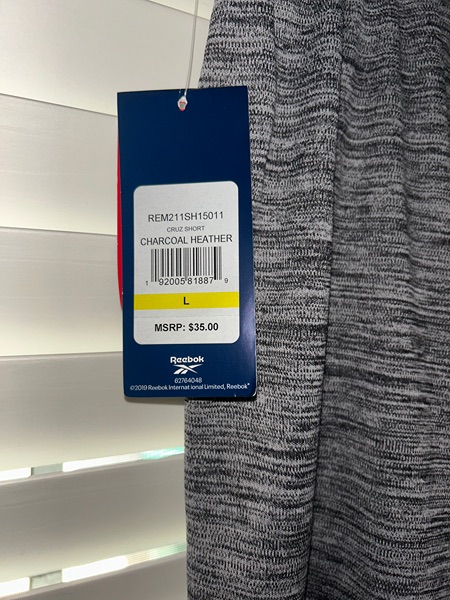 REM211SH15011
CRUZ SHORT
CHARCOAL HEATHER
1 92005 81887 9
L
MSRP: $35.00
Reebok
62764048
©2019 Reebok International Limited, Reebok®